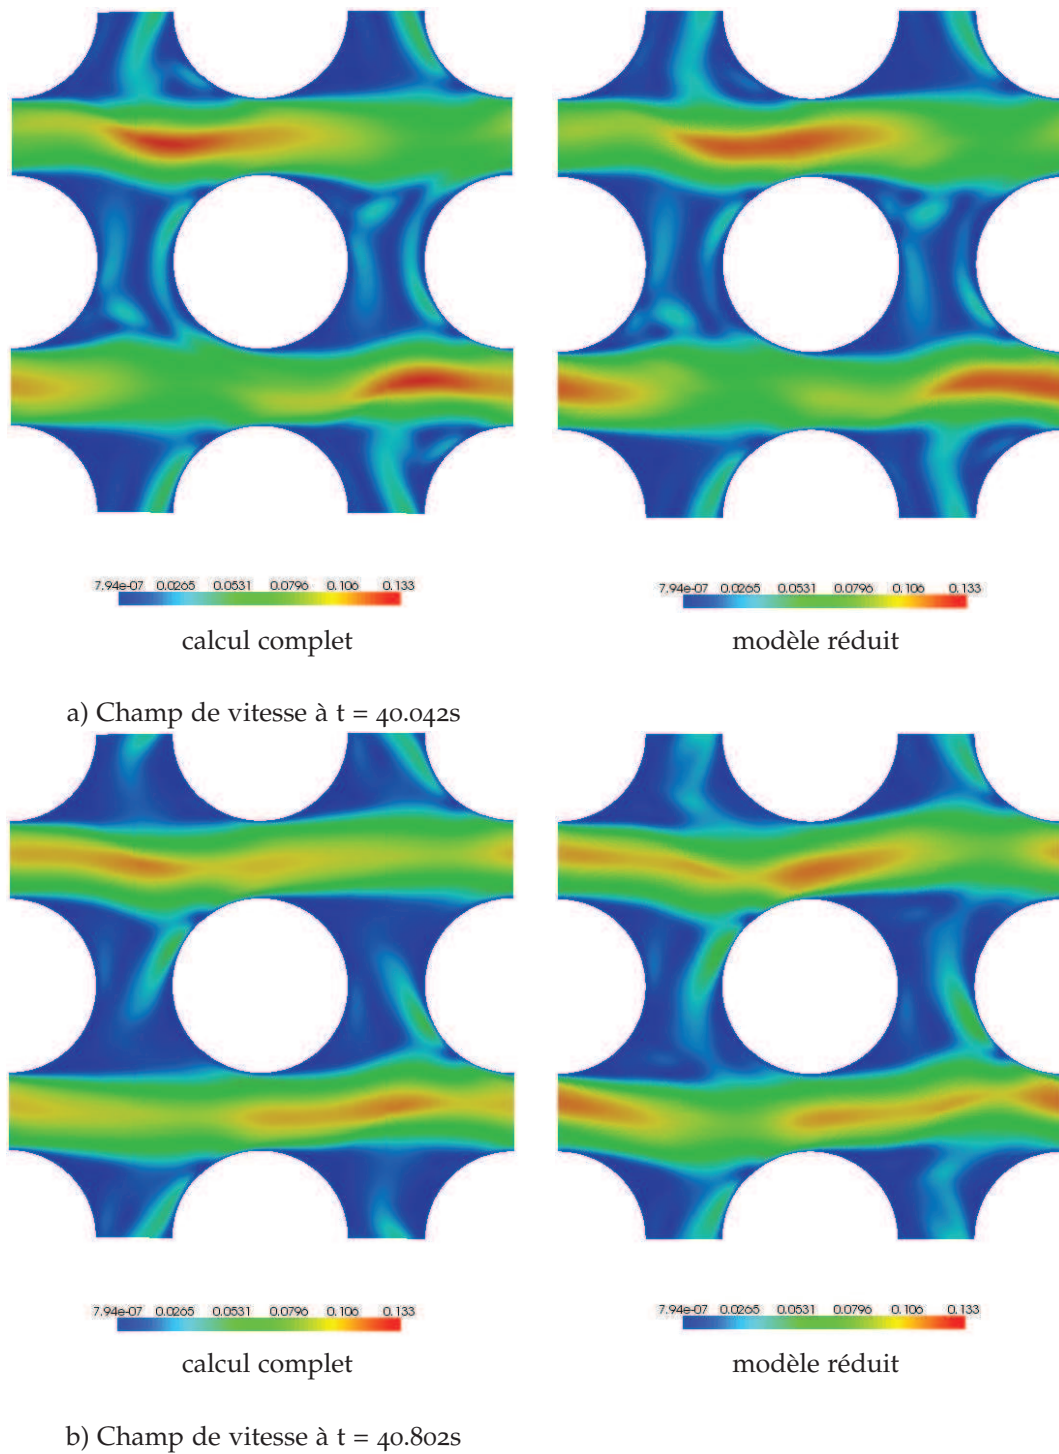 7.94e-07 0.0265 0.0531 0.0796 0.106 0.133
7.94e-07 0.0265 0.0531 0.0796 0.106 0.133
calcul complet
modèle réduit
a) Champ de vitesse à t = 40.042s
7.94e-07 0.0265 0.0531 0.0796 0.106 0.133
7.94e-07 0.0265 0.0531 0.0796 0.106 0.133
calcul complet
modèle réduit
b) Champ de vitesse à t = 40.802s